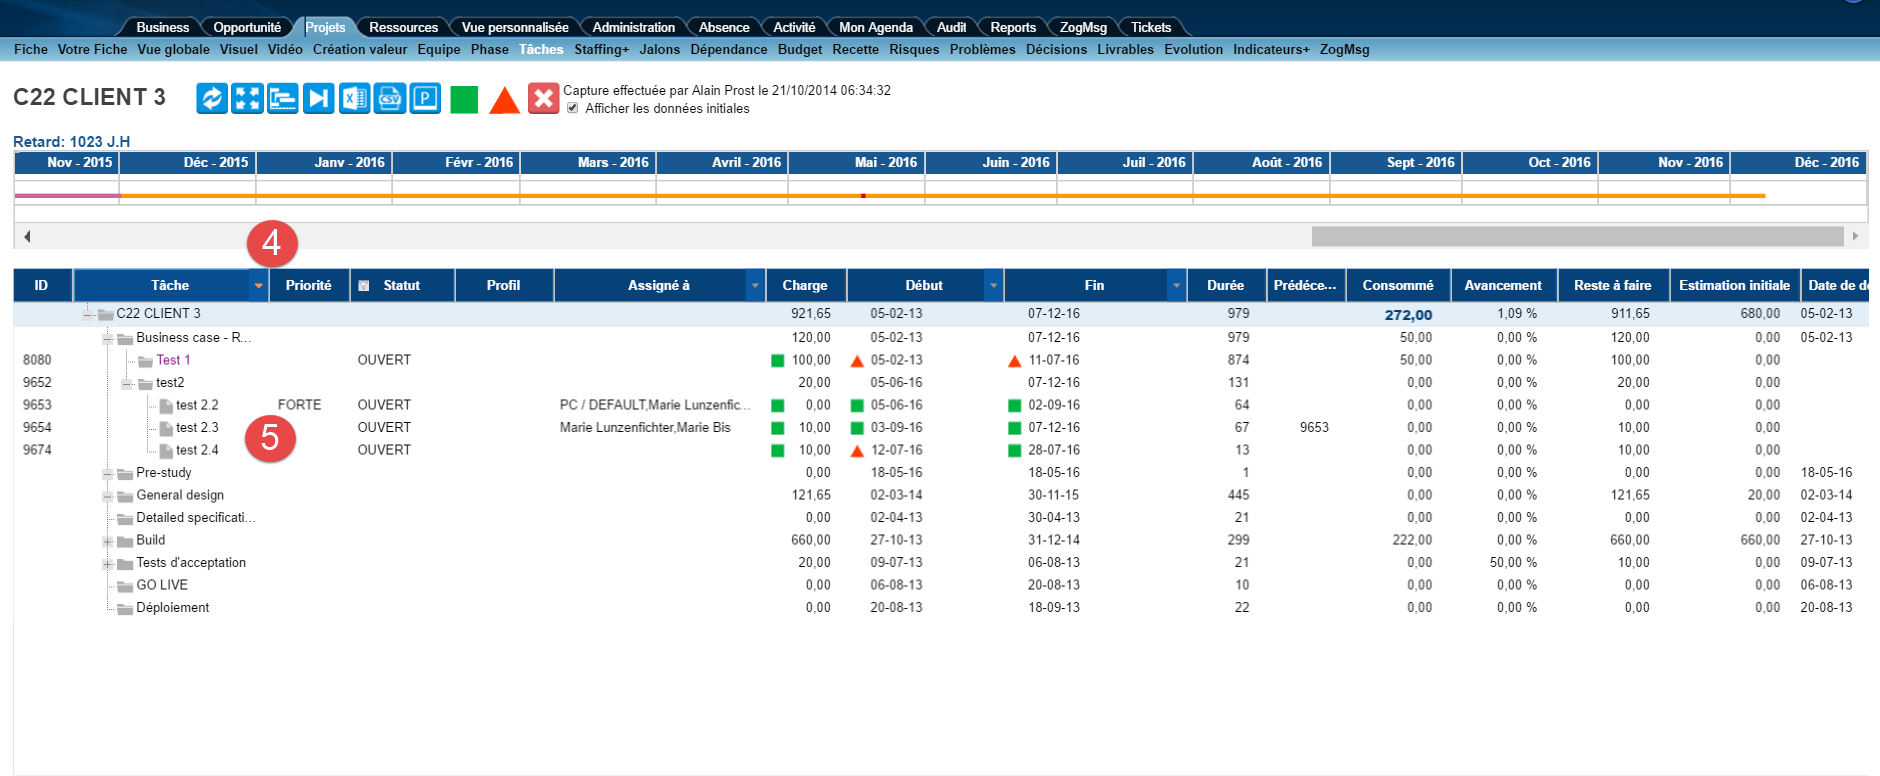 Business Opportunité Projets Ressources Vue personnalisée Administration Absence Activité Mon Agenda Audit Reports ZogMsg Tickets
Fiche Votre Fiche Vue globale Visuel Vidéo Création valeur Equipe Phase Tâches Staffing+ Jalons Dépendance Budget Recette Risques Problèmes Décisions Livrables Evolution Indicateurs+ ZogMsg
C22 CLIENT 3
X CSV P
Capture effectuée par Alain Prost le 21/10/2014 06:34:32
Afficher les données initiales
Retard: 1023 J.H
Nov - 2015 Déc - 2015 Janv - 2016 Févr - 2016 Mars - 2016 Avril - 2016 Mai - 2016 Juin - 2016 Juil - 2016 Août - 2016 Sept - 2016 Oct - 2016 Nov - 2016 Déc - 2016
4
ID Tâche Priorité Statut Profil Assigné à Charge Début Fin Durée Prédéce... Consommé Avancement Reste à faire Estimation initiale Date de d
C22 CLIENT 3 921,65 05-02-13 07-12-16 979 272,00 1,09 % 911,65 680,00 05-02-13
Business case - R... 120,00 05-02-13 07-12-16 979 50,00 0,00 % 120,00 0,00 05-02-13
8080 Test 1 OUVERT 100,00 05-02-13 11-07-16 874 50,00 0,00 % 100,00 0,00
9652 test2 20,00 05-06-16 07-12-16 131 0,00 0,00 % 20,00 0,00
9653 test 2.2 FORTE OUVERT PC / DEFAULT,Marie Lunzenfic... 0,00 05-06-16 02-09-16 64 0,00 0,00 % 0,00 0,00
9654 test 2.3 OUVERT Marie Lunzenfichter,Marie Bis 10,00 03-09-16 07-12-16 67 9653 0,00 0,00 % 10,00 0,00
5
9674 test 2.4 OUVERT 10,00 12-07-16 28-07-16 13 0,00 0,00 % 10,00 0,00
Pre-study 0,00 18-05-16 18-05-16 1 0,00 0,00 % 0,00 0,00 18-05-16
General design 121,65 02-03-14 30-11-15 445 0,00 0,00 % 121,65 20,00 02-03-14
Detailed specificati... 0,00 02-04-13 30-04-13 21 0,00 0,00 % 0,00 0,00 02-04-13
Build 660,00 27-10-13 31-12-14 299 222,00 0,00 % 660,00 660,00 27-10-13
Tests d'acceptation 20,00 09-07-13 06-08-13 21 0,00 50,00 % 10,00 0,00 09-07-13
GO LIVE 0,00 06-08-13 20-08-13 10 0,00 0,00 % 0,00 0,00 06-08-13
Déploiement 0,00 20-08-13 18-09-13 22 0,00 0,00 % 0,00 0,00 20-08-13